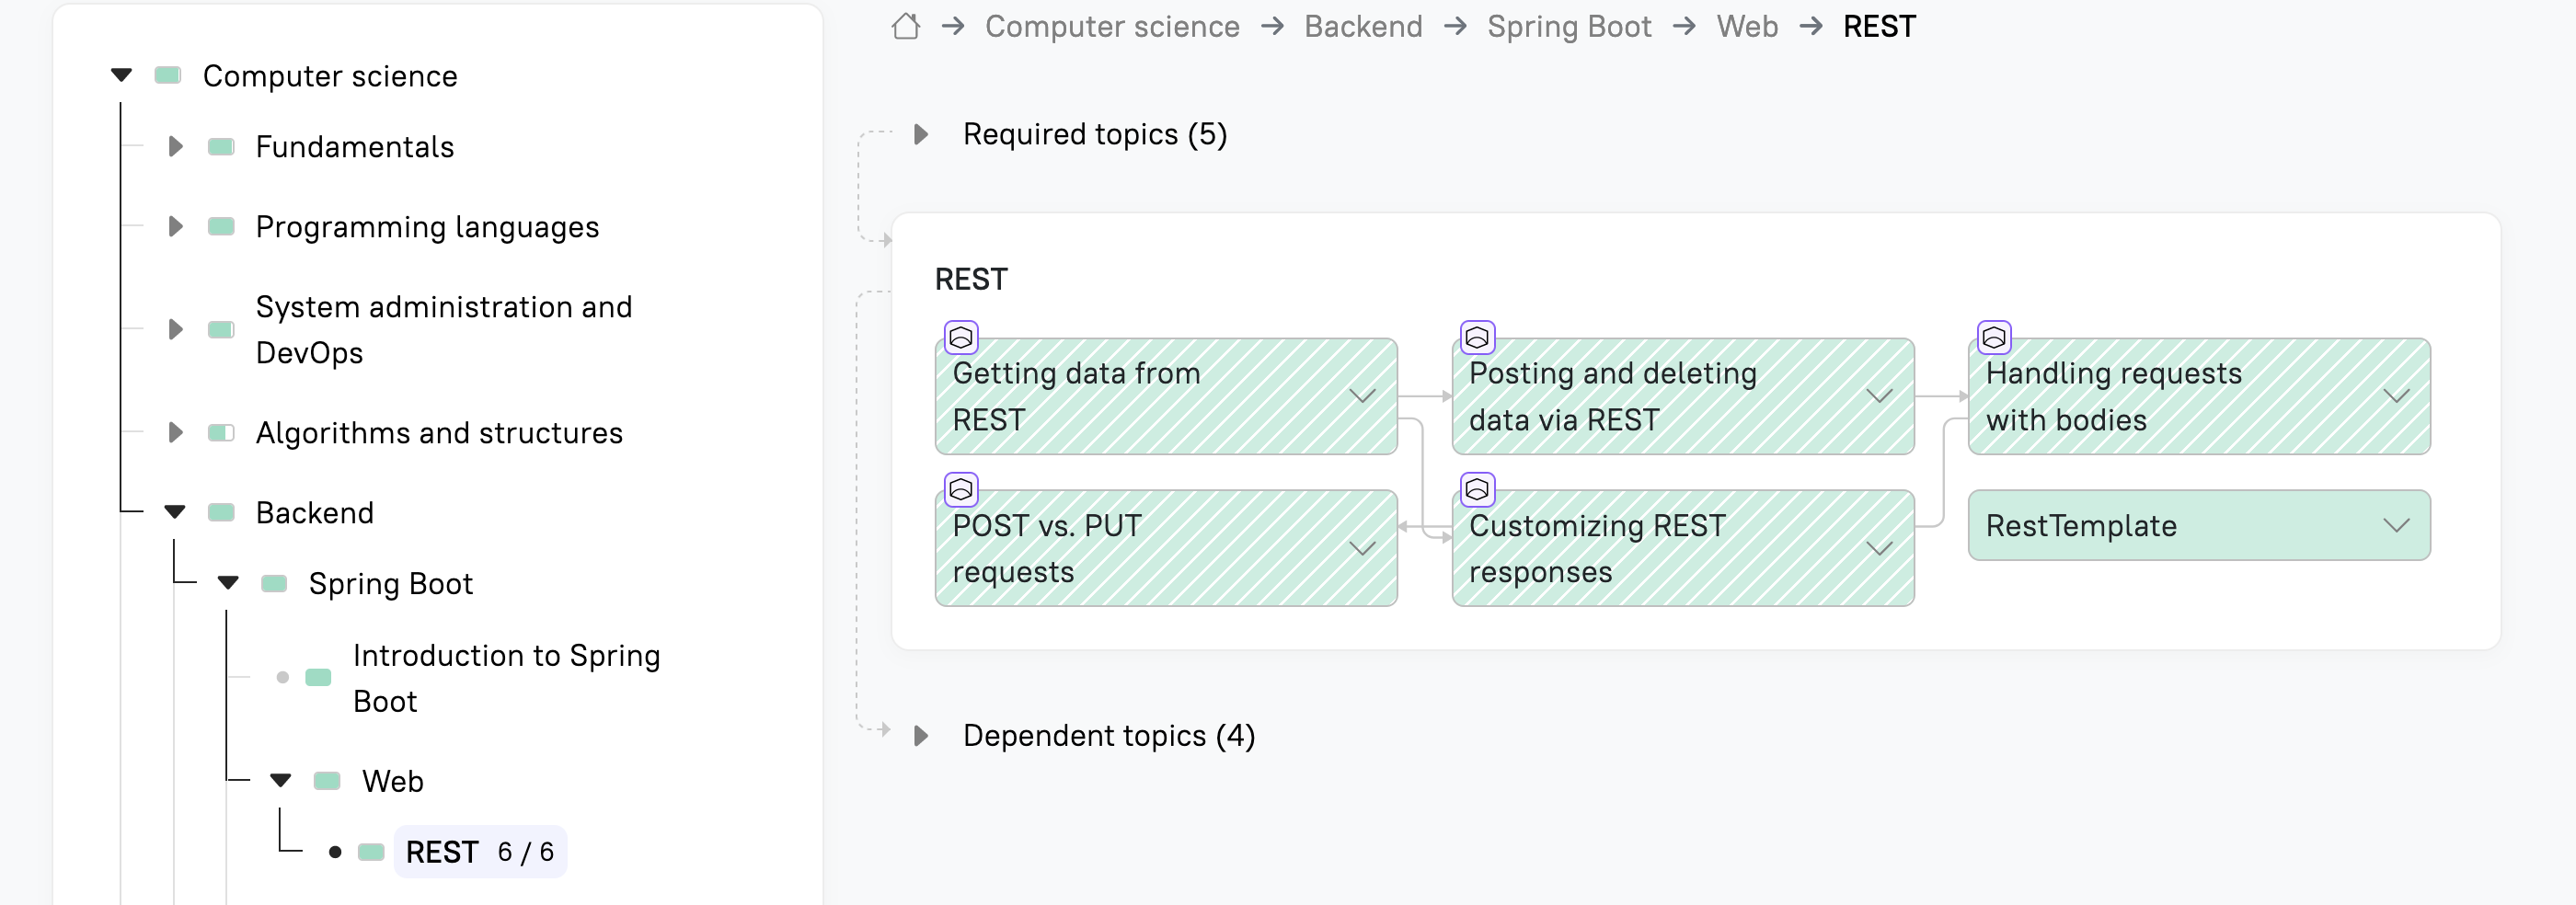 Computer science
Fundamentals
Programming languages
System administration and
DevOps
Algorithms and structures
Backend
Spring Boot
Introduction to Spring
Boot
Web
REST 6 / 6
Computer science Backend Spring Boot Web REST
Required topics (5)
REST
Getting data from
REST
Posting and deleting
data via REST
Handling requests
with bodies
POST vs. PUT
requests
Customizing REST
responses
RestTemplate
Dependent topics (4)